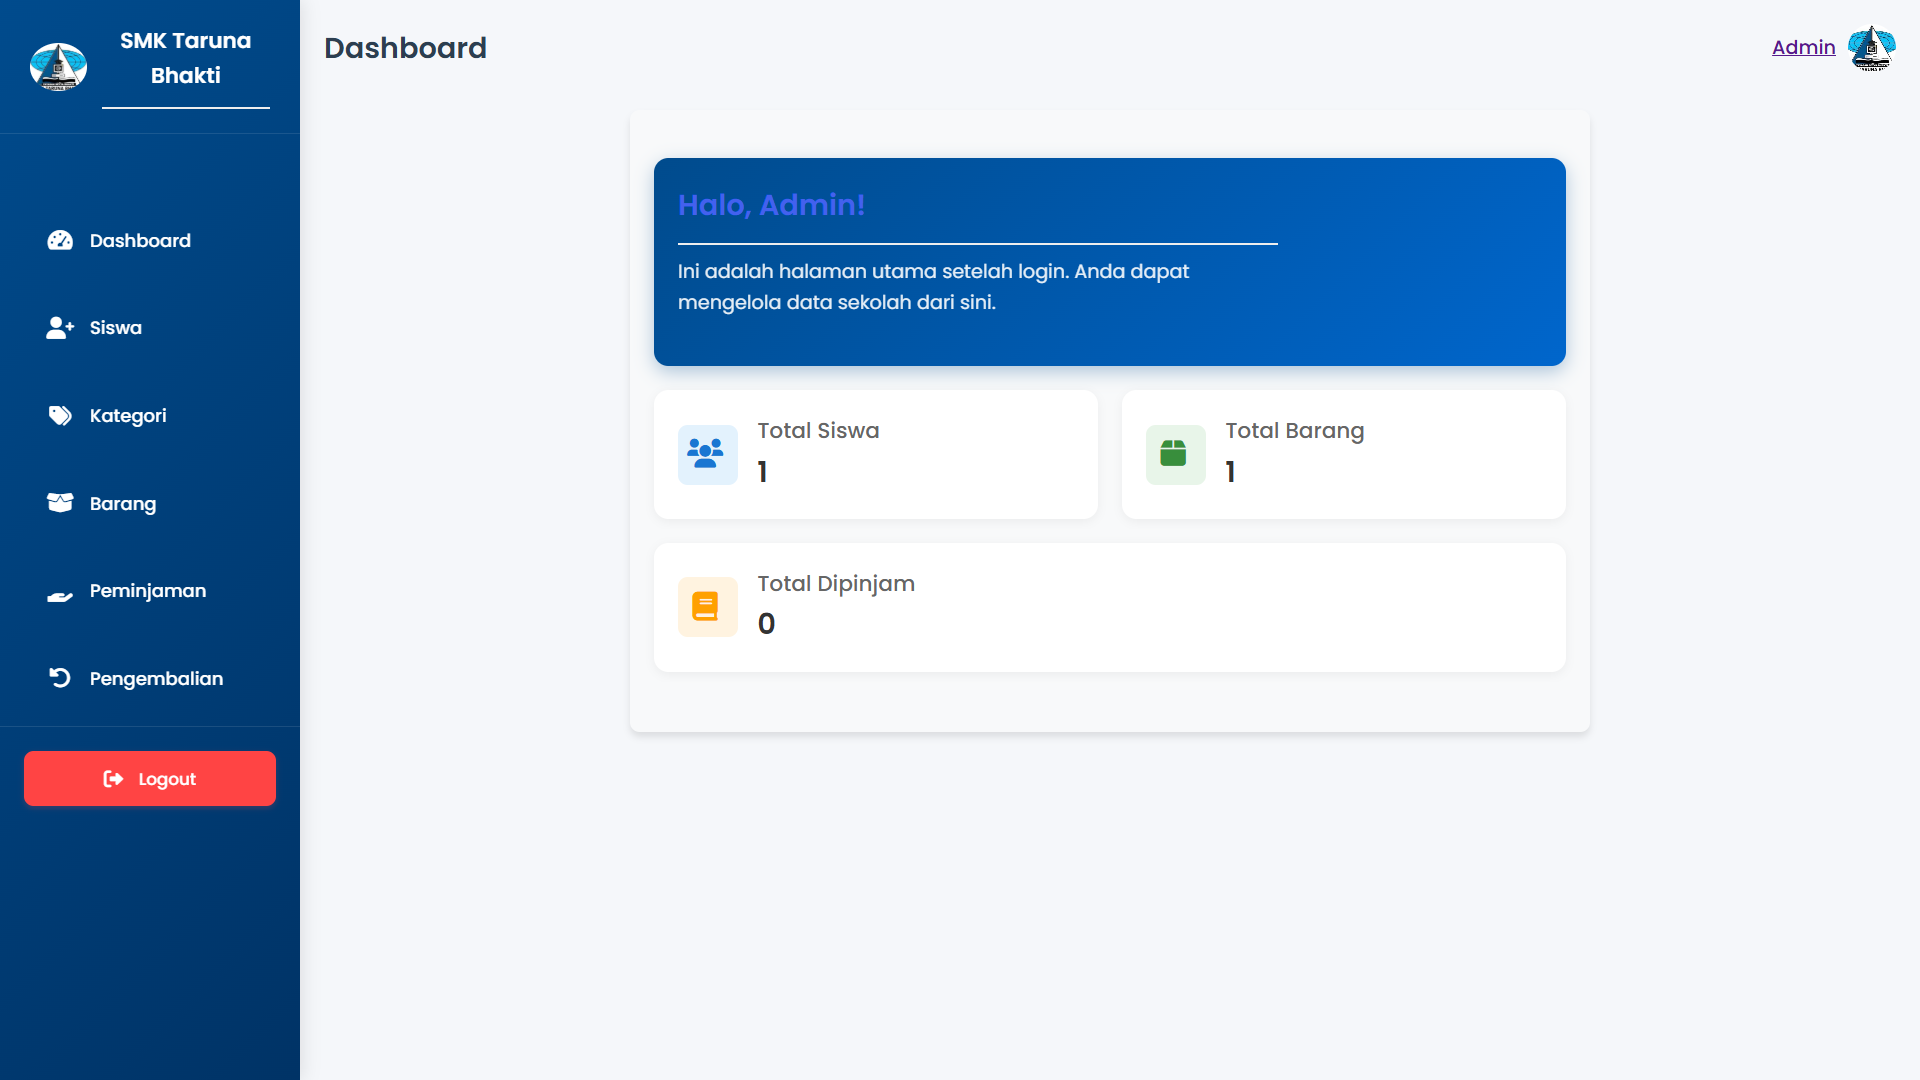 SMK Taruna
Bhakti
Dashboard
Siswa
Kategori
Barang
Peminjaman
Pengembalian
Logout
Dashboard
Admin
Halo, Admin!
Ini adalah halaman utama setelah login. Anda dapat
mengelola data sekolah dari sini.
Total Siswa
1
Total Barang
1
Total Dipinjam
0